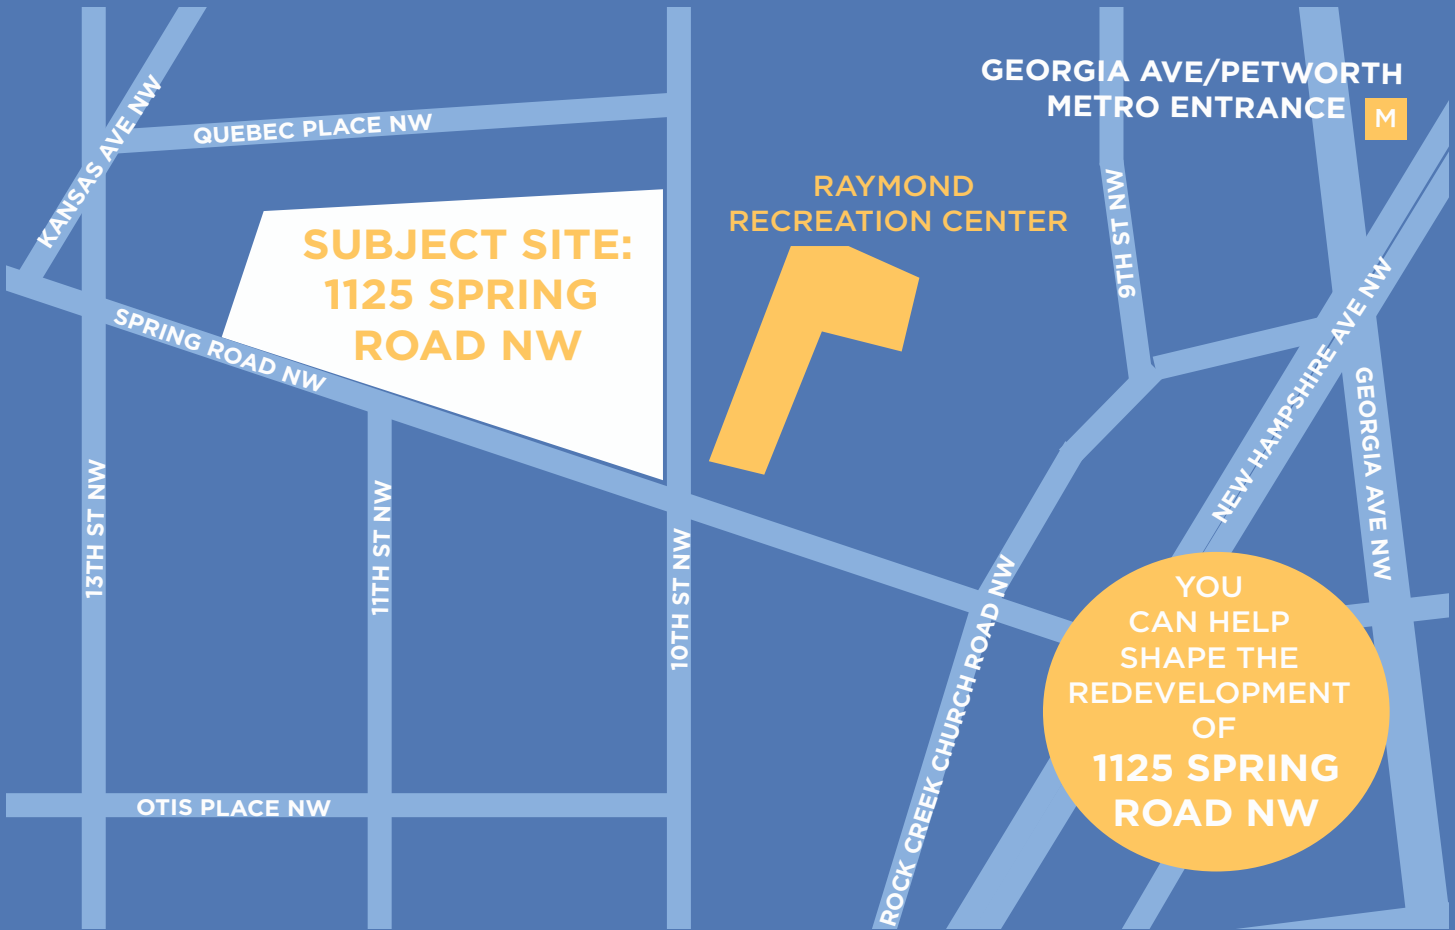 GEORGIA AVE/PETWORTH
METRO ENTRANCE
M
KANSAS AVE NW
QUEBEC PLACE NW
RAYMOND
RECREATION CENTER
9TH ST NW
SUBJECT SITE:
1125 SPRING
ROAD NW
SPRING ROAD NW
NEW HAMPSHIRE AVE NW
GEORGIA AVE NW
13TH ST NW
11TH ST NW
10TH ST NW
ROCK CREEK CHURCH ROAD NW
YOU
CAN HELP
SHAPE THE
REDEVELOPMENT
OF
1125 SPRING
ROAD NW
OTIS PLACE NW